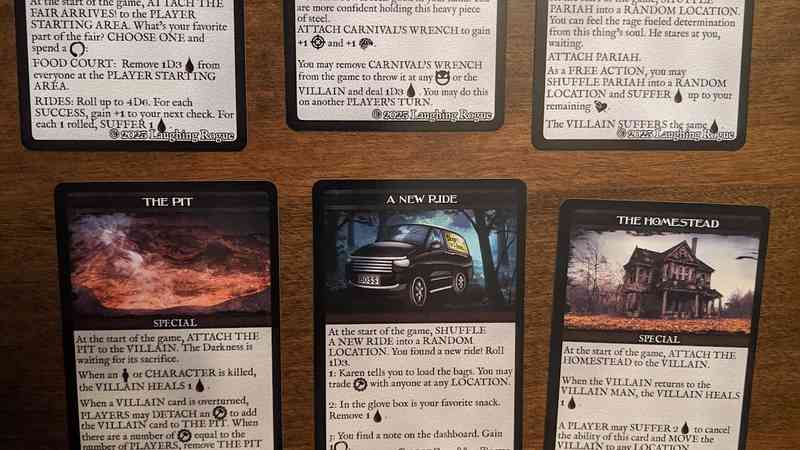 At the start of the game, ATTACH THE
FAIR ARRIVES! to the PLAYER
STARTING AREA. What's your favorite
part of the fair? CHOOSE ONE and
spend a :
FOOD COURT: Remove 1D3 from
everyone at the PLAYER STARTING
AREA.
RIDES: Roll up to 4D6. For each
SUCCESS, gain +1 to your next check. For
each 1 rolled, SUFFER 1
© 2025 Laughing Rogue
are more confident holding this heavy piece
of steel.
ATTACH CARNIVAL'S WRENCH to gain
+1 and +1 .
You may remove CARNIVAL'S WRENCH
from the game to throw it at any or the
VILLAIN and deal 1D3 . You may do this
on another PLAYER'S TURN.
© 2025 Laughing Rogue
PARIAH into a RANDOM LOCATION.
You can feel the rage fueled determination
from this thing's soul. He stares at you,
waiting.
ATTACH PARIAH.
As a FREE ACTION, you may
SHUFFLE PARIAH into a RANDOM
LOCATION and SUFFER up to your
remaining .
The VILLAIN SUFFERS the same
© 2025 Laughing Rogue
THE PIT
SPECIAL
At the start of the game, ATTACH THE
PIT to the VILLAIN. The Darkness is
waiting for its sacrifice.
When an or CHARACTER is killed,
the VILLAIN HEALS 1 .
When a VILLAIN card is overturned,
PLAYERS may DETACH an to add
the VILLAIN card to THE PIT. When
there are a number of equal to the
number of PLAYERS, remove THE PIT
A NEW RIDE
At the start of the game, SHUFFLE
A NEW RIDE into a RANDOM
LOCATION. You found a new ride! Roll
1D3.
1: Karen tells you to load the bags. You may
trade with anyone at any LOCATION.
2: In the glove box is your favorite snack.
Remove 1
3: You find a note on the dashboard. Gain
THE HOMESTEAD
SPECIAL
At the start of the game, ATTACH THE
HOMESTEAD to the VILLAIN.
When the VILLAIN returns to the
VILLAIN MAN, the VILLAIN HEALS
1
A PLAYER may SUFFER 2 to cancel
the ability of this card and MOVE the
VILLAIN to any LOCATION.